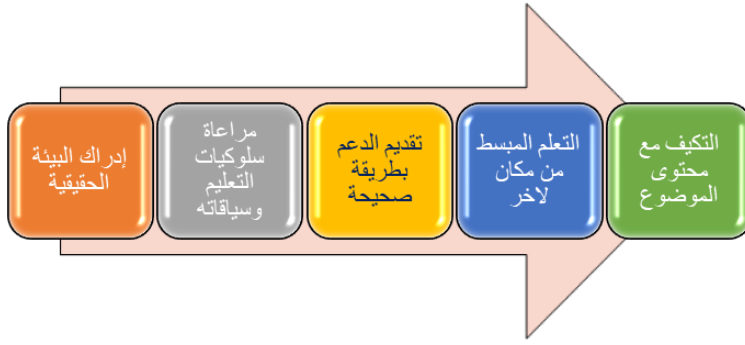 إدراك البيئة
الحقيقية
مراعاة
سلوكيات
التعليم
وسياقاته
تقديم الدعم
بطريقة
صحيحة
التعلم المبسط
من مكان
لاخر
التكيف مع
محتوى
الموضوع